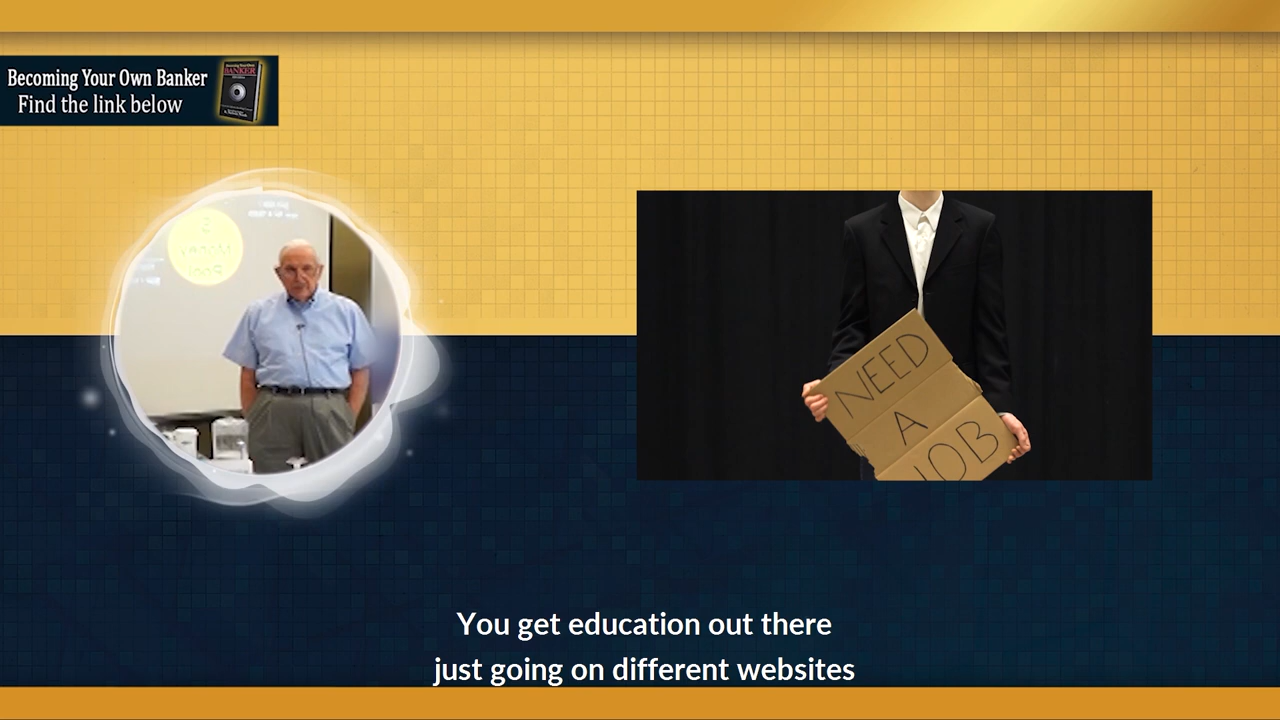 Becoming Your Own Banker
Find the link below
BANKER
NEED
A
JOB
You get education out there
just going on different websites